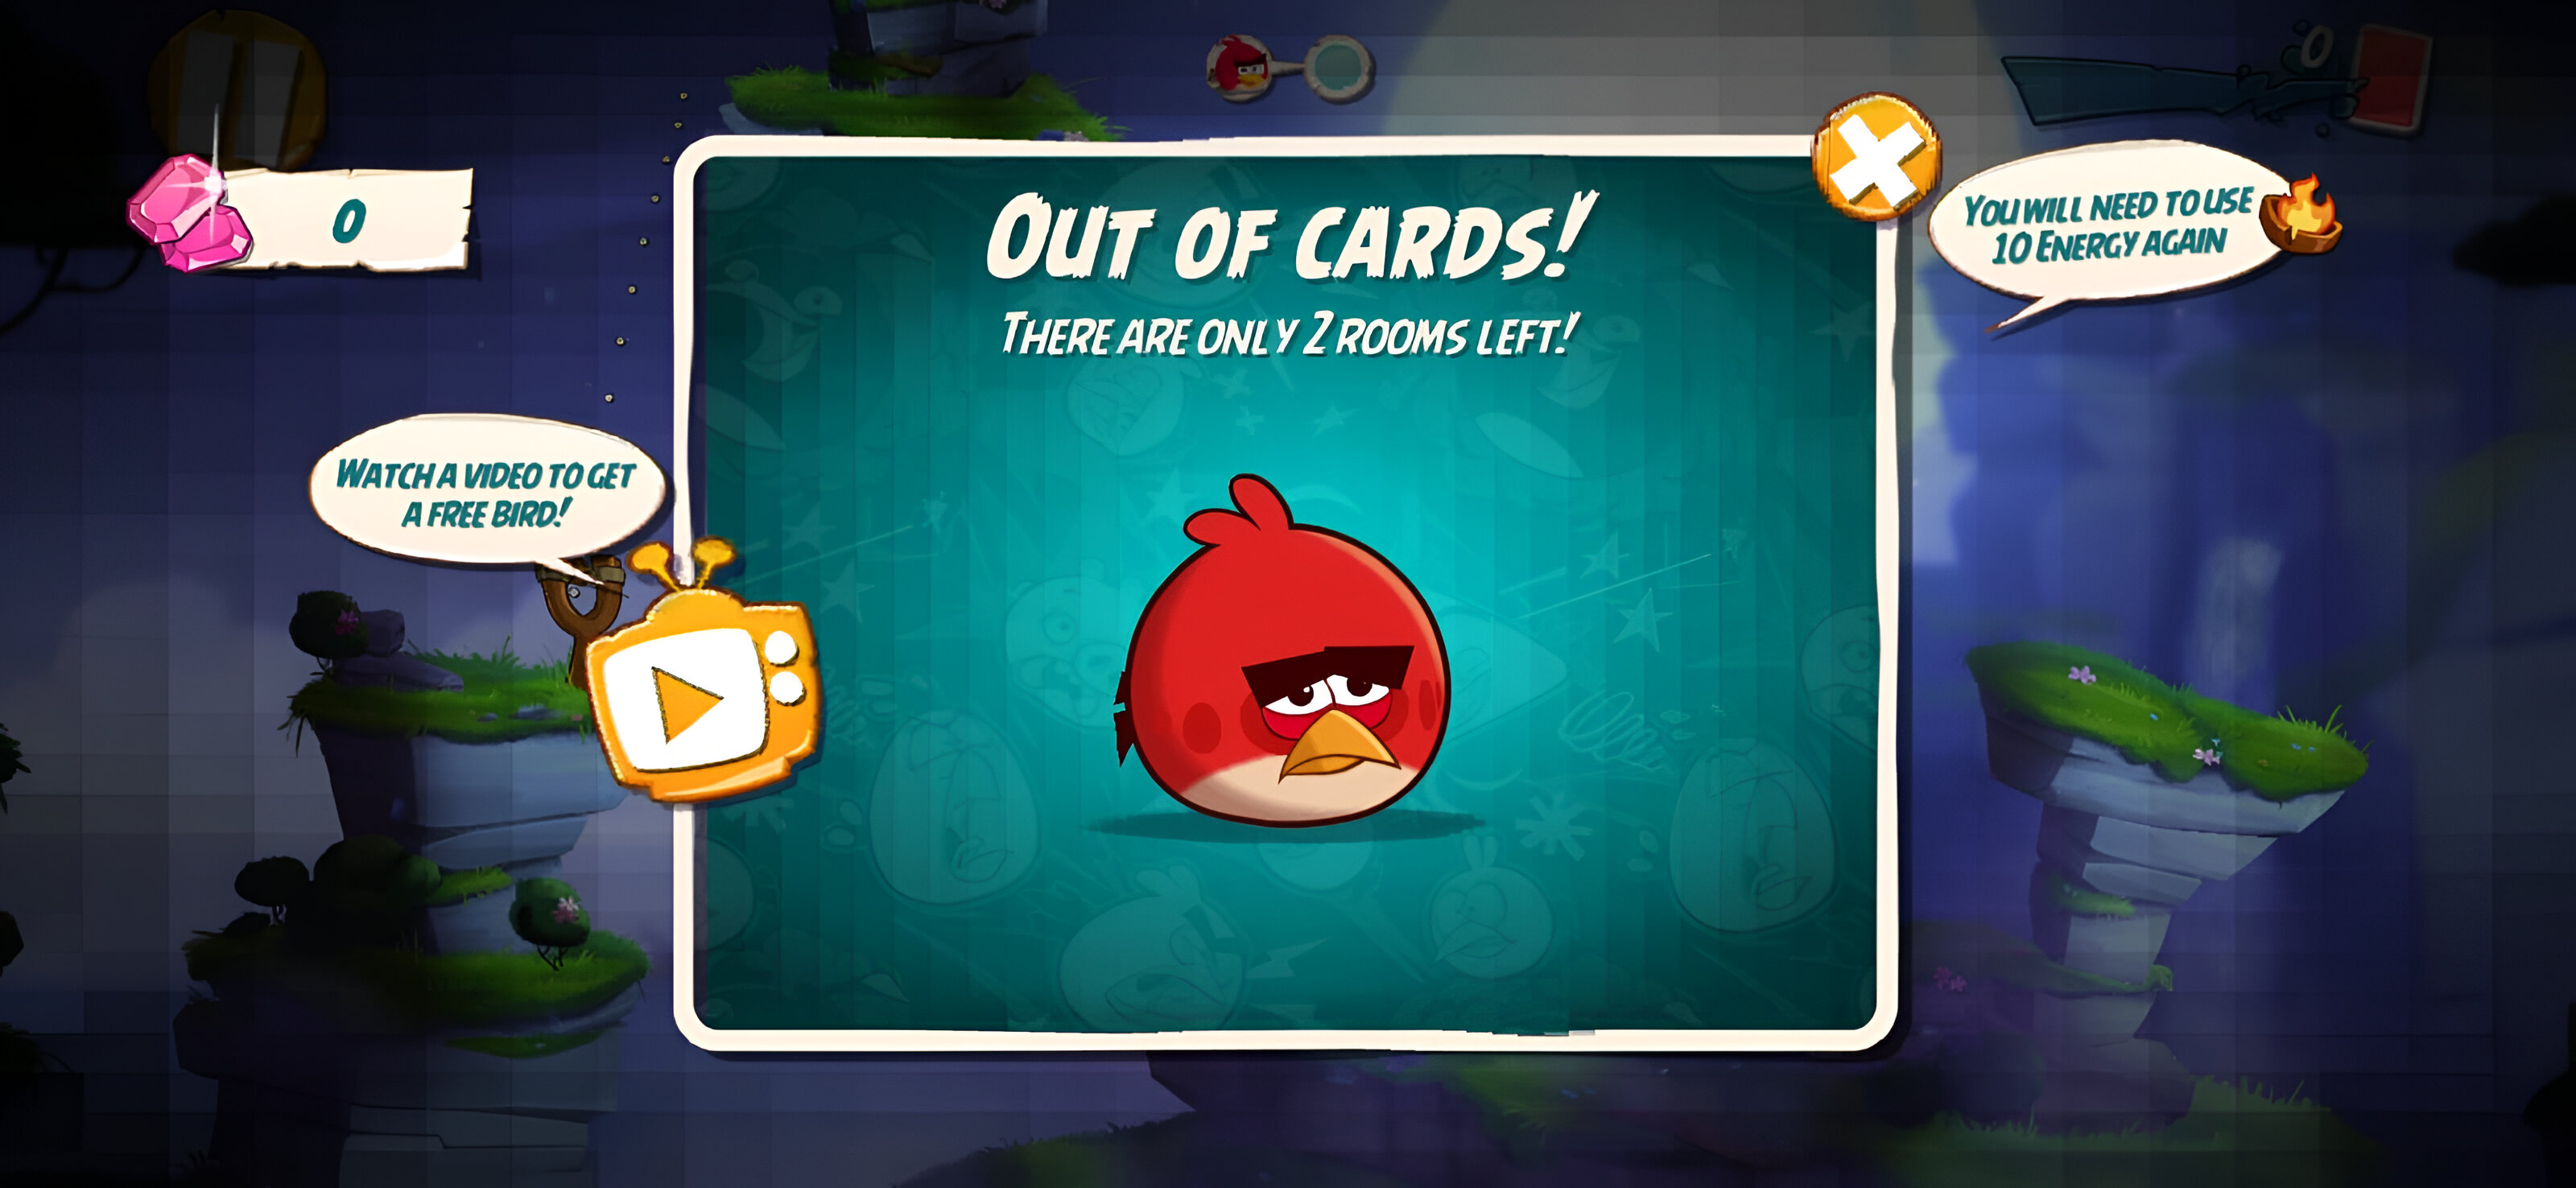 0
0
OUT OF CARDS!
THERE ARE ONLY 2 ROOMS LEFT!
YOU WILL NEED TO USE
10 ENERGY AGAIN
WATCH A VIDEO TO GET
A FREE BIRD!